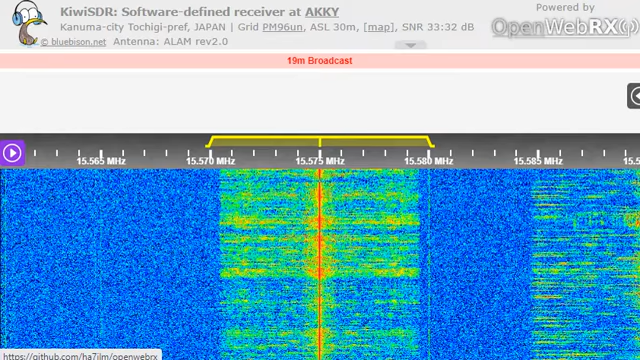 KiwiSDR: Software-defined receiver at AKKY
Powered by
Kanuma-city Tochigi-pref, JAPAN | Grid PM96un, ASL 30m, [map], SNR 33:32 dB
OpenWebRX
© bluebison.net Antenna: ALAM rev2.0
19m Broadcast
15.565 MHz 15.570 MHz 15.575 MHz 15.580 MHz 15.585 MHz 15.5
https://github.com/ha7ilm/openwebrx